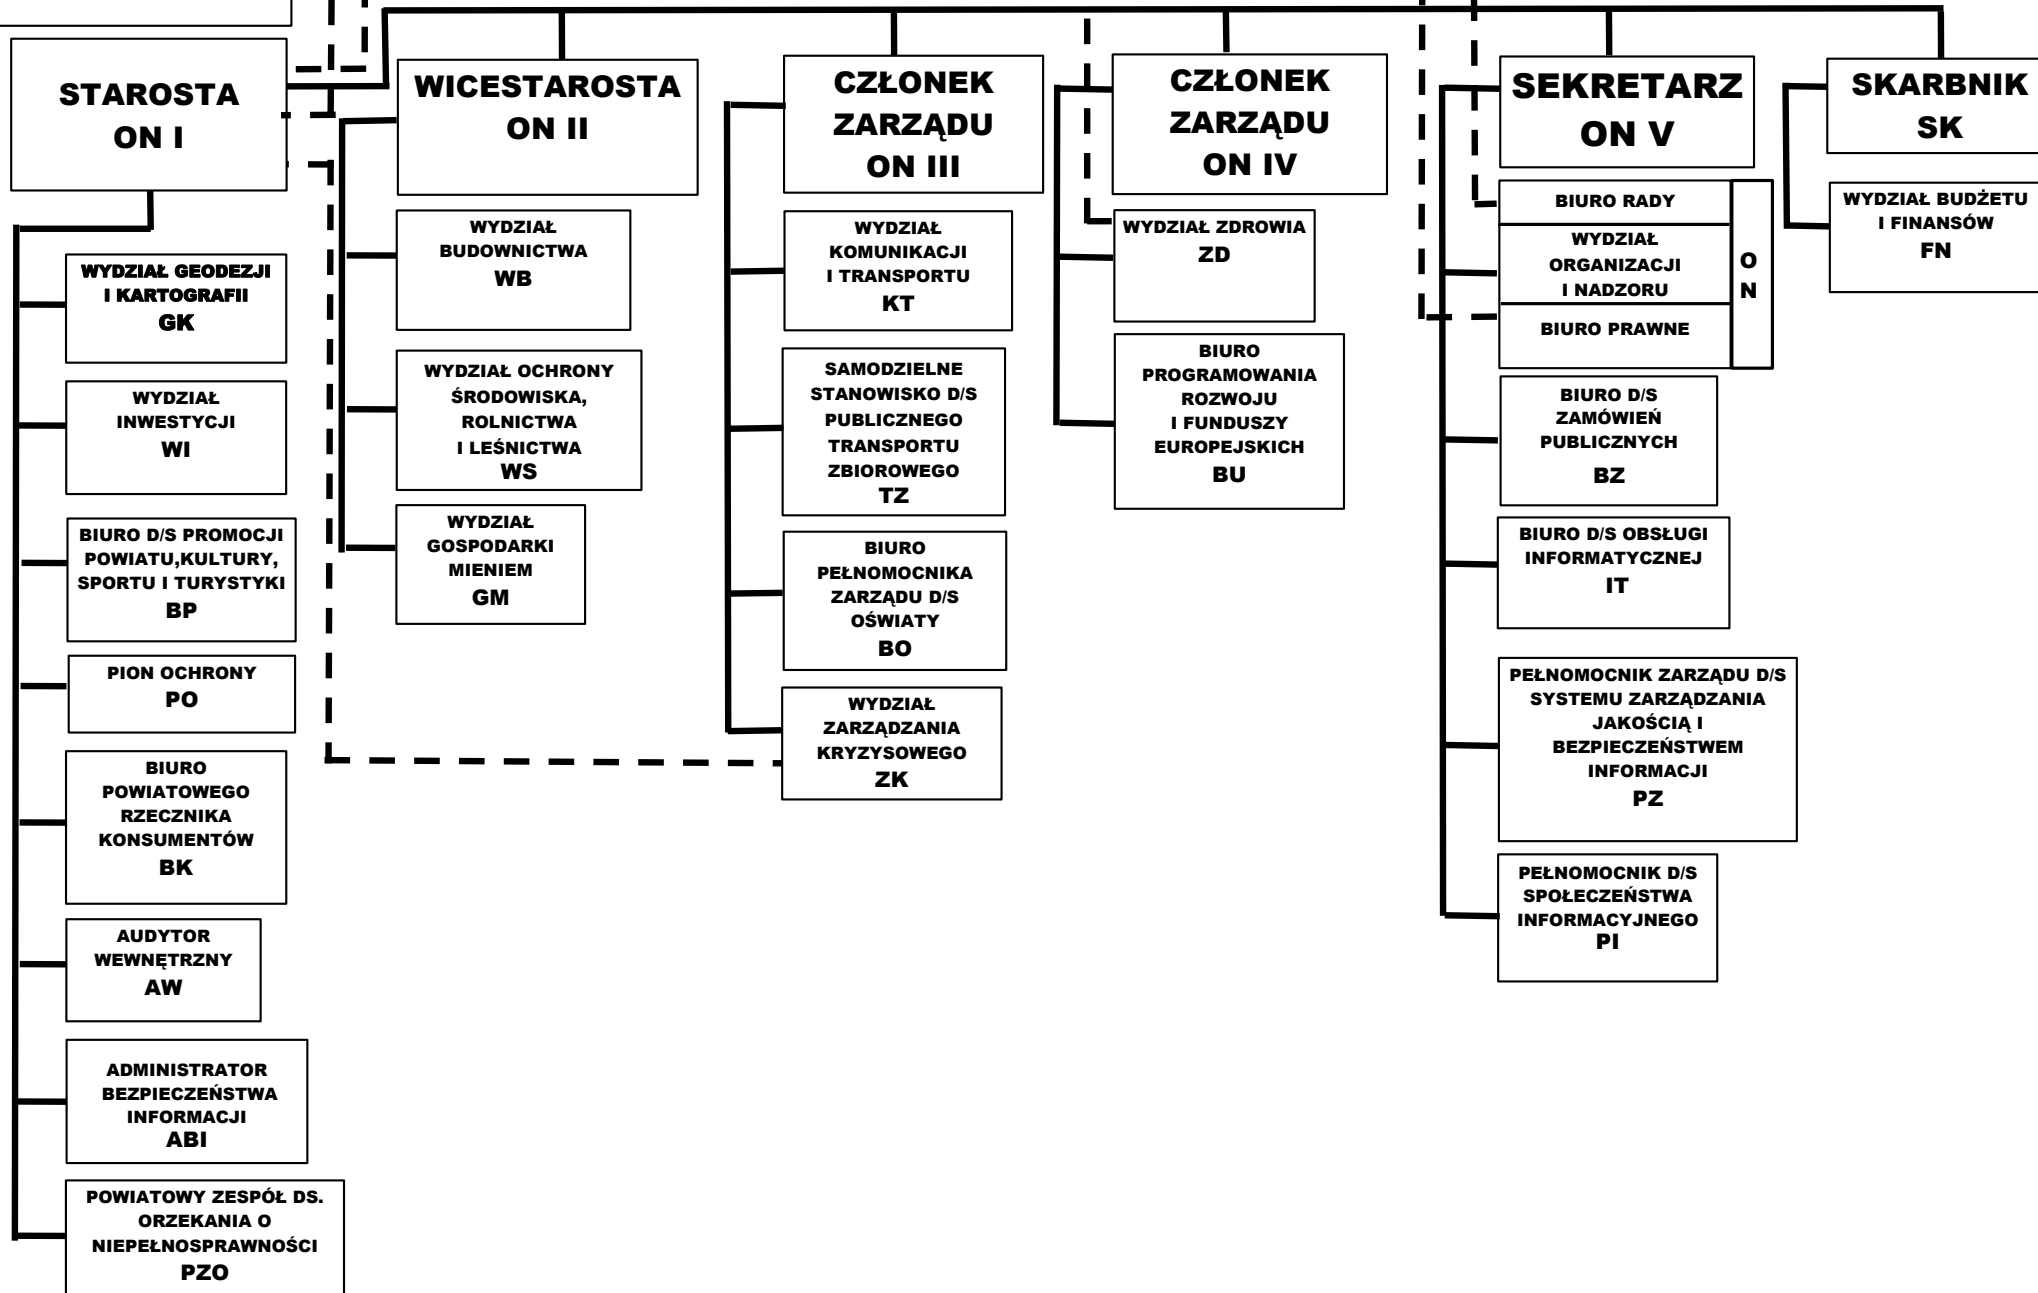 STAROSTA
ON I
WYDZIAŁ GEODEZJI
I KARTOGRAFII
GK
WYDZIAŁ
INWESTYCJI
WI
BIURO D/S PROMOCJI
POWIATU,KULTURY,
SPORTU I TURYSTYKI
BP
PION OCHRONY
PO
BIURO
POWIATOWEGO
RZECZNIKA
KONSUMENTÓW
BK
AUDYTOR
WEWNĘTRZNY
AW
ADMINISTRATOR
BEZPIECZEŃSTWA
INFORMACJI
ABI
POWIATOWY ZESPÓŁ DS.
ORZEKANIA O
NIEPEŁNOSPRAWNOŚCI
PZO
WICESTAROSTA
ON II
WYDZIAŁ
BUDOWNICTWA
WB
WYDZIAŁ OCHRONY
ŚRODOWISKA,
ROLNICTWA
I LEŚNICTWA
WS
WYDZIAŁ
GOSPODARKI
MIENIEM
GM
CZŁONEK
ZARZĄDU
ON III
WYDZIAŁ
KOMUNIKACJI
I TRANSPORTU
KT
SAMODZIELNE
STANOWISKO D/S
PUBLICZNEGO
TRANSPORTU
ZBIOROWEGO
TZ
BIURO
PEŁNOMOCNIKA
ZARZĄDU D/S
OŚWIATY
BO
WYDZIAŁ
ZARZĄDZANIA
KRYZYSOWEGO
ZK
CZŁONEK
ZARZĄDU
ON IV
WYDZIAŁ ZDROWIA
ZD
BIURO
PROGRAMOWANIA
ROZWOJU
I FUNDUSZY
EUROPEJSKICH
BU
SEKRETARZ
ON V
BIURO RADY
WYDZIAŁ
ORGANIZACJI
I NADZORU
BIURO PRAWNE
O
N
BIURO D/S
ZAMÓWIEŃ
PUBLICZNYCH
BZ
BIURO D/S OBSŁUGI
INFORMATYCZNEJ
IT
PEŁNOMOCNIK ZARZĄDU D/S
SYSTEMU ZARZĄDZANIA
JAKOŚCIĄ I
BEZPIECZEŃSTWEM
INFORMACJI
PZ
PEŁNOMOCNIK D/S
SPOŁECZEŃSTWA
INFORMACYJNEGO
PI
SKARBNIK
SK
WYDZIAŁ BUDŻETU
I FINANSÓW
FN